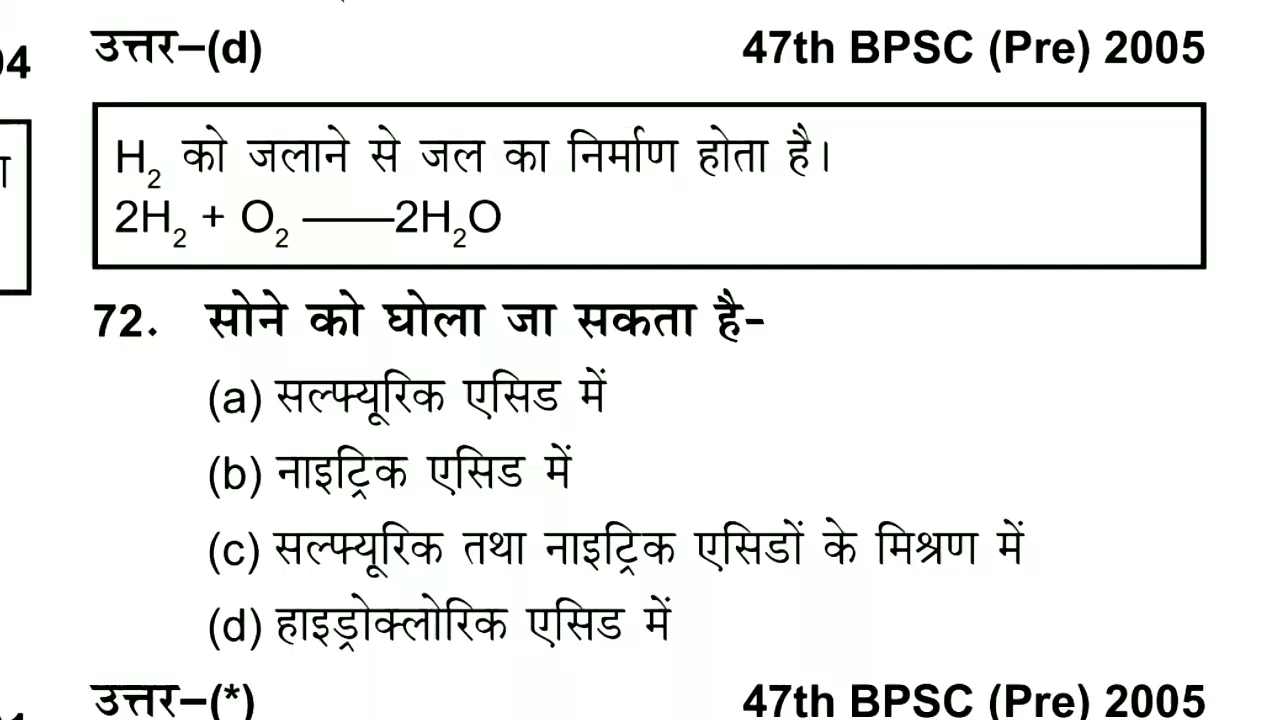 उत्तर–(d) 47th BPSC (Pre) 2005
H₂ को जलाने से जल का निर्माण होता है।
2H₂ + O₂ ——2H₂O
72. सोने को घोला जा सकता है-
(a) सल्फ्यूरिक एसिड में
(b) नाइट्रिक एसिड में
(c) सल्फ्यूरिक तथा नाइट्रिक एसिडों के मिश्रण में
(d) हाइड्रोक्लोरिक एसिड में
उत्तर–(*) 47th BPSC (Pre) 2005